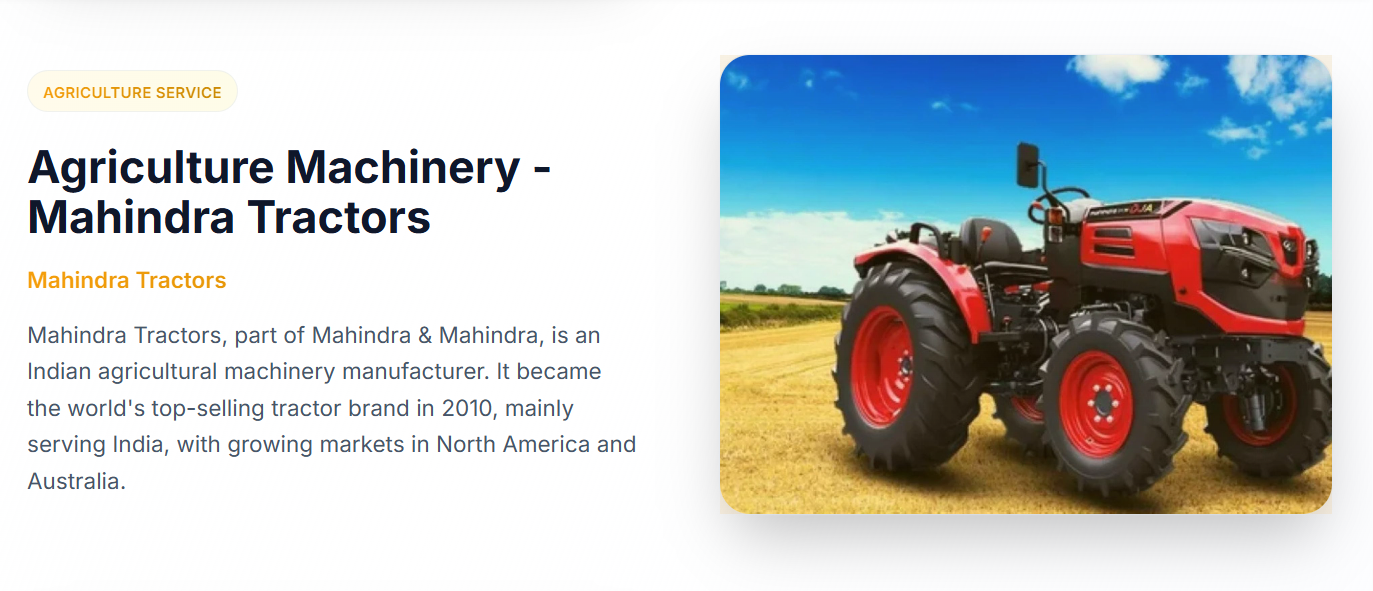 AGRICULTURE SERVICE
Agriculture Machinery -
Mahindra Tractors
Mahindra Tractors
Mahindra Tractors, part of Mahindra & Mahindra, is an
Indian agricultural machinery manufacturer. It became
the world's top-selling tractor brand in 2010, mainly
serving India, with growing markets in North America and
Australia.
OJA